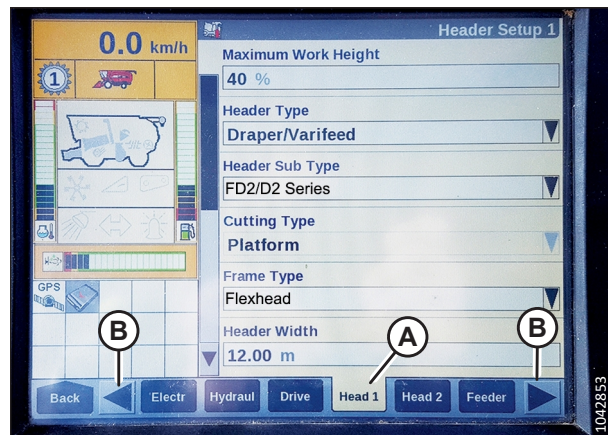 0.0 km/h
Header Setup 1
1
Maximum Work Height
40 %
Header Type
Draper/Varifeed
Header Sub Type
FD2/D2 Series
Cutting Type
Platform
Frame Type
Flexhead
GPS
Header Width
12.00 m
B
A
B
Back
Electr
Hydraul
Drive
Head 1
Head 2
Feeder
1042853